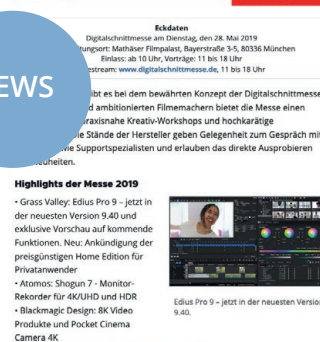 Eckdaten
Digitalschnittmesse am Dienstag, den 28. Mai 2019
Mathäser Filmpalast, Bayerstraße 3-5, 80336 München
Einlass: ab 10 Uhr, Vorträge: 11 bis 18 Uhr
www.digitalschnittmesse.de, 11 bis 18 Uhr
EWS
es bei dem bewährten Konzept der Digitalschnittmesse
ambitionierten Filmemachern bietet die Messe einen
Kreativ-Workshops und hochkarätige
Stände der Hersteller geben Gelegenheit zum Gespräch mit
Supportspezialisten und erlauben das direkte Ausprobieren
Highlights der Messe 2019
• Grass Valley: Edius Pro 9 – jetzt in
der neuesten Version 9.40 und
exklusive Vorschau auf kommende
Funktionen. Neu: Ankündigung der
preisgünstigen Home Edition für
Privatanwender
• Atomos: Shogun 7 - Monitor-
Rekorder für 4K/UHD und HDR
• Blackmagic Design: 8K Video
Produkte und Pocket Cinema
Camera 4K
Edius Pro 9 – jetzt in der neuesten Version
9.40.